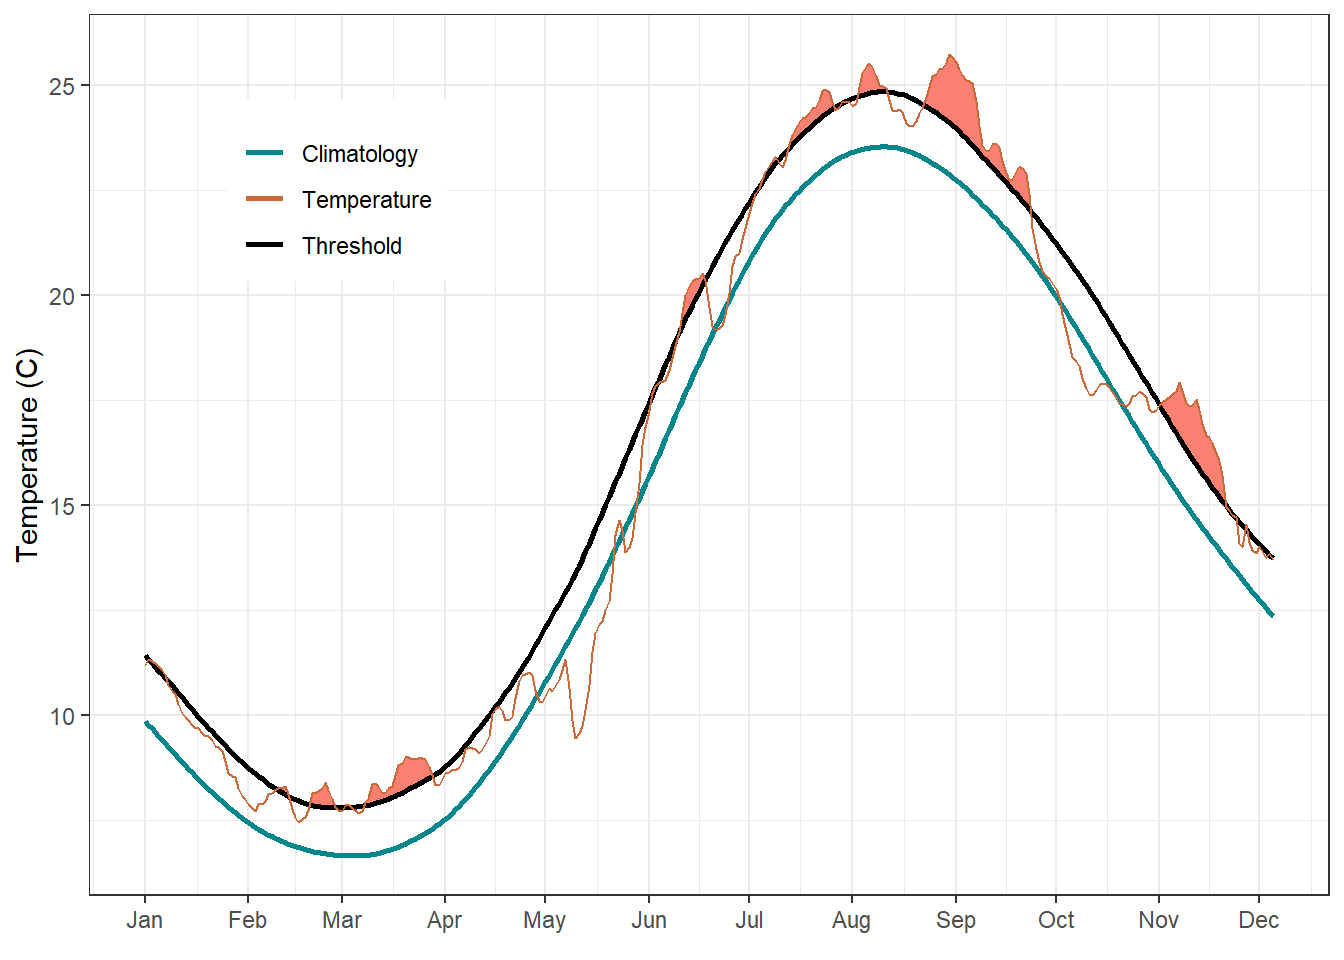 Temperature (C)
25
20
15
10
Climatology
Temperature
Threshold
Jan Feb Mar Apr May Jun Jul Aug Sep Oct Nov Dec